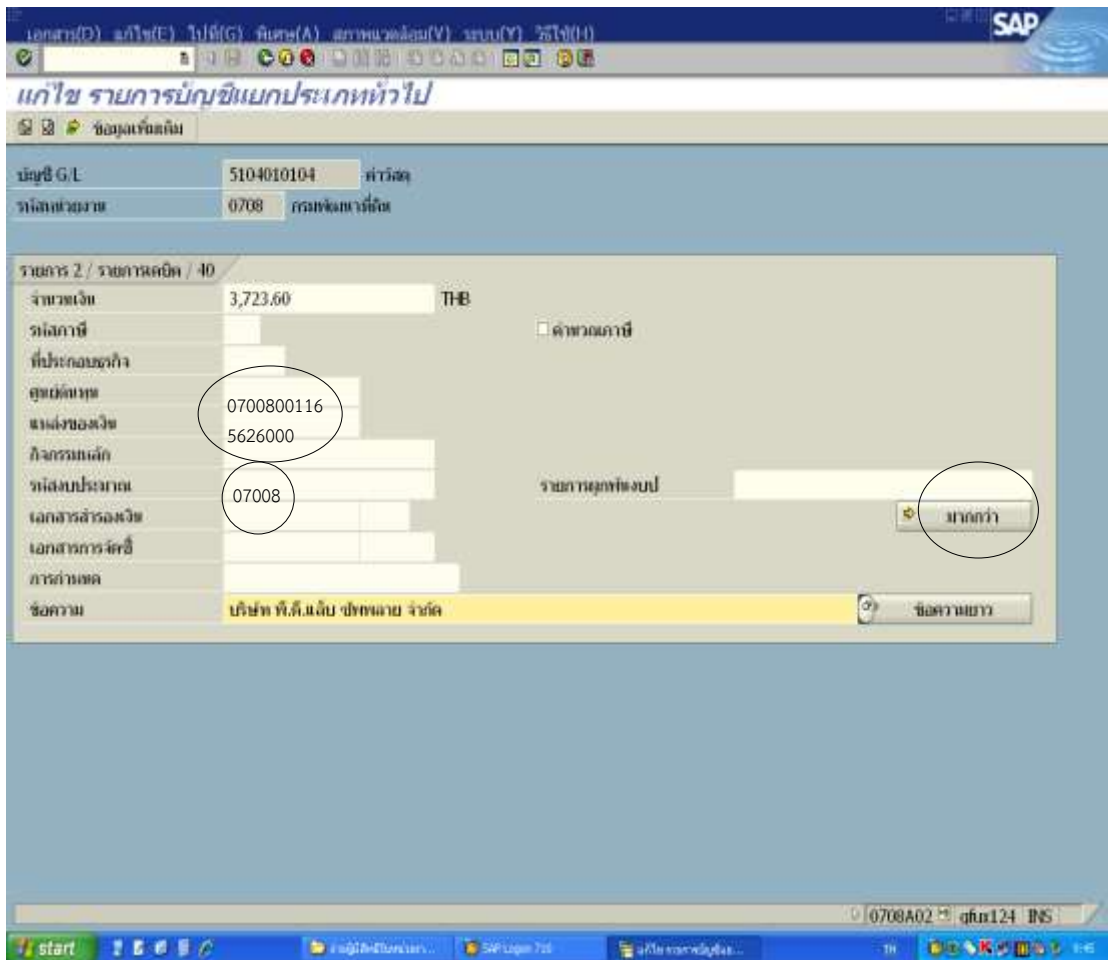 เอกสาร(D) แก้ไข(E) ไปที่(G) พิเศษ(A) สภาพแวดล้อม(V) ระบบ(Y) วิธีใช้(H)
SAP
แก้ไข รายการบัญชีแยกประเภททั่วไป
ข้อมูลเพิ่มเติม
บัญชี G/L 5104010104 ค่าวัสดุ
รหัสหน่วยงาน 0708 กรมพัฒนาที่ดิน
รายการ 2 / รายการเดบิต / 40
จำนวนเงิน 3,723.60 THB
รหัสภาษี คำนวณภาษี
ที่ประกอบธุรกิจ
ศูนย์ต้นทุน 0700800116
แหล่งของเงิน 5626000
กิจกรรมหลัก
รหัสงบประมาณ 07008 รายการผูกพันงบป
เอกสารสำรองเงิน มากกว่า
เอกสารการจัดซื้อ
การกำหนด
ข้อความ บริษัท พี.ดี.แล็บ ซัพพลาย จำกัด ข้อความยาว
0708A02 gfux124 INS
start SAP Logon 710 TH